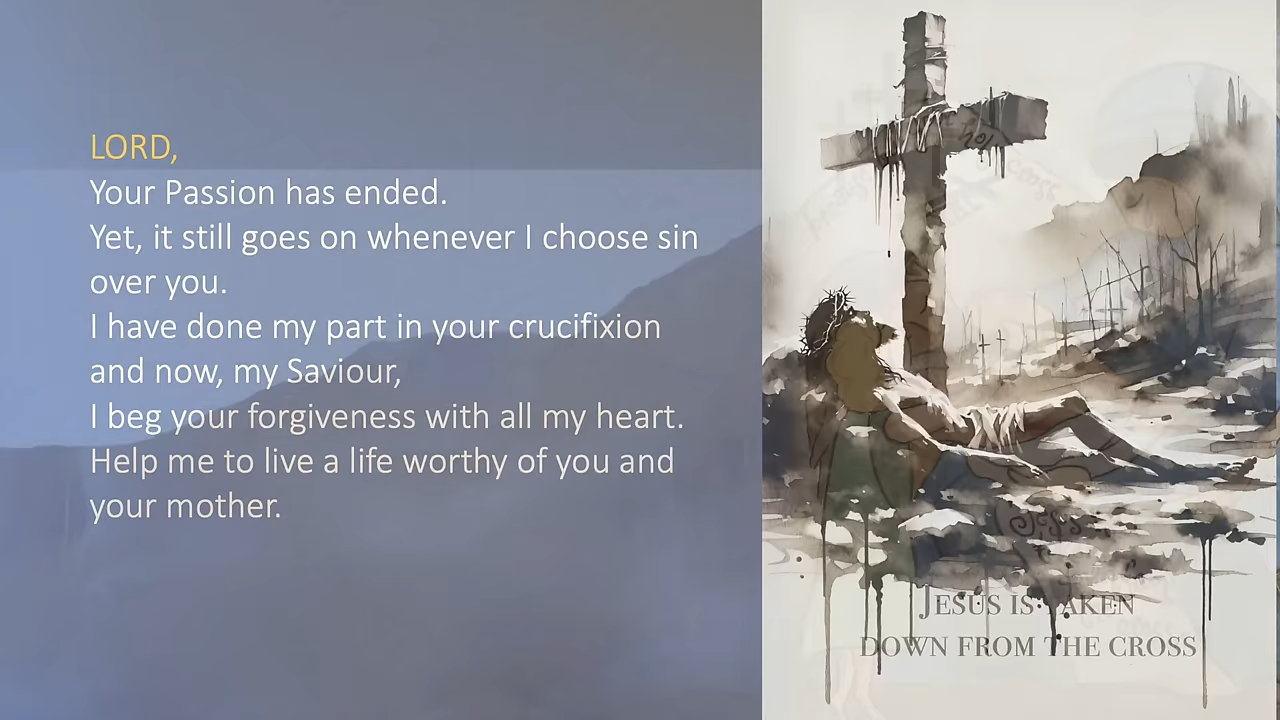 LORD,
Your Passion has ended.
Yet, it still goes on whenever I choose sin
over you.
I have done my part in your crucifixion
and now, my Saviour,
I beg your forgiveness with all my heart.
Help me to live a life worthy of you and
your mother.
Jesus
JESUS IS TAKEN
DOWN FROM THE CROSS